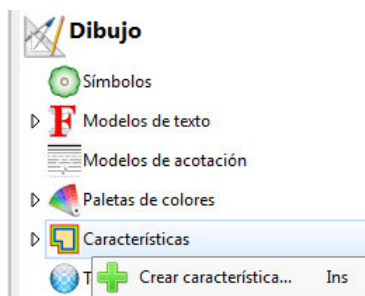 Dibujo
Símbolos
Modelos de texto
Modelos de acotación
Paletas de colores
Características
T
Crear característica... Ins